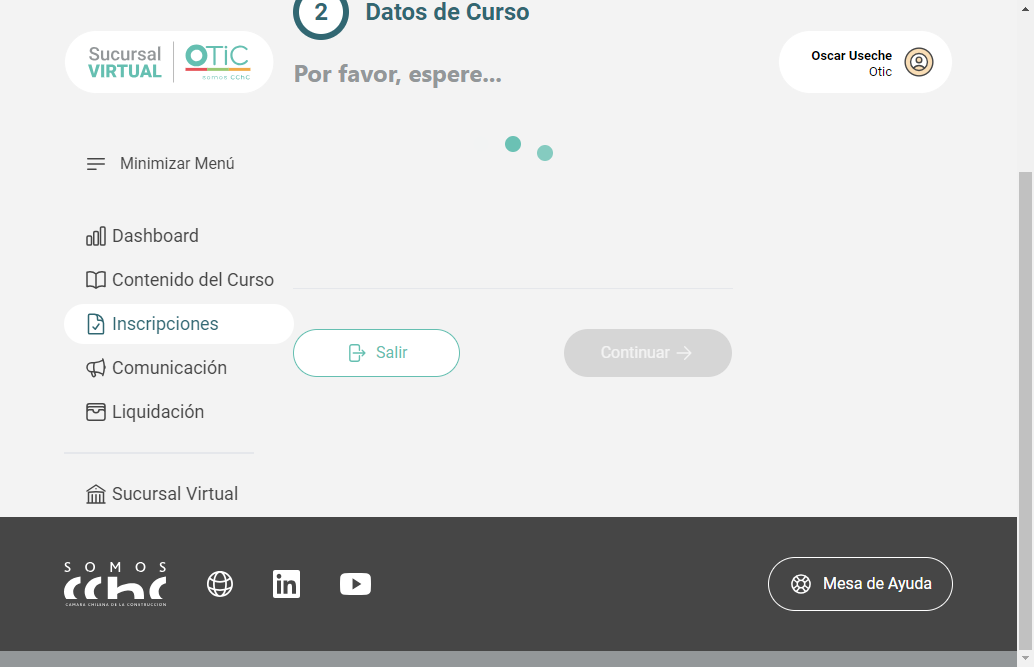 2 Datos de Curso
Sucursal
VIRTUAL
OTiC
somos cchc
Por favor, espere...
Oscar Useche
Otic
Minimizar Menú
Dashboard
Contenido del Curso
Inscripciones
Comunicación
Liquidación
Sucursal Virtual
Salir
Continuar
SOMOS
cchc
CÁMARA CHILENA DE LA CONSTRUCCIÓN
in
Mesa de Ayuda